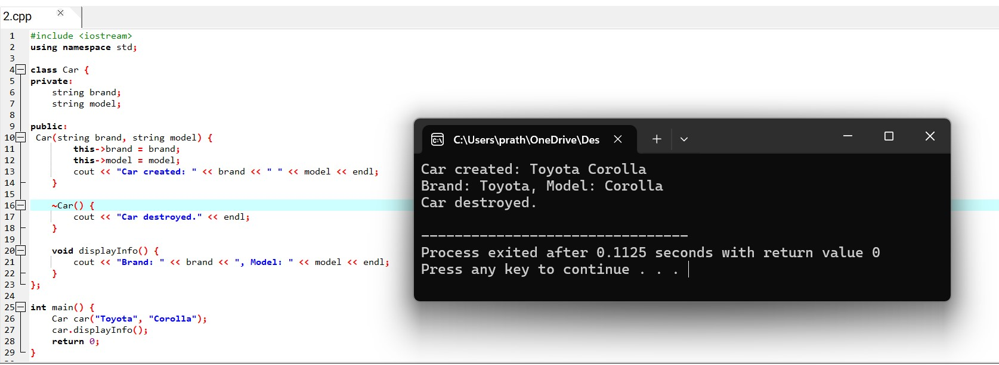 2.cpp
1 #include <iostream>
2 using namespace std;
3
4 class Car {
5 private:
6 string brand;
7 string model;
8
9 public:
10 Car(string brand, string model) {
11 this->brand = brand;
12 this->model = model;
13 cout << "Car created: " << brand << " " << model << endl;
14 }
15
16 ~Car() {
17 cout << "Car destroyed." << endl;
18 }
19
20 void displayInfo() {
21 cout << "Brand: " << brand << ", Model: " << model << endl;
22 }
23 };
24
25 int main() {
26 Car car("Toyota", "Corolla");
27 car.displayInfo();
28 return 0;
29 }
C:\Users\prath\OneDrive\Des
Car created: Toyota Corolla
Brand: Toyota, Model: Corolla
Car destroyed.
--------------------------------
Process exited after 0.1125 seconds with return value 0
Press any key to continue . . .